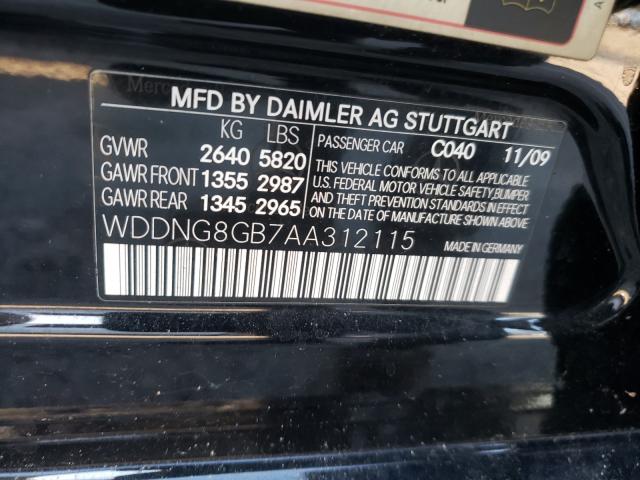 MFD BY DAIMLER AG STUTTGART
KG LBS
GVWR 2640 5820
GAWR FRONT 1355 2987
GAWR REAR 1345 2965
PASSENGER CAR C040 11/09
THIS VEHICLE CONFORMS TO ALL APPLICABLE
U.S. FEDERAL MOTOR VEHICLE SAFETY, BUMPER
AND THEFT PREVENTION STANDARDS IN EFFECT
ON THE DATE OF MANUFACTURE SHOWN ABOVE
WDDNG8GB7AA312115 MADE IN GERMANY